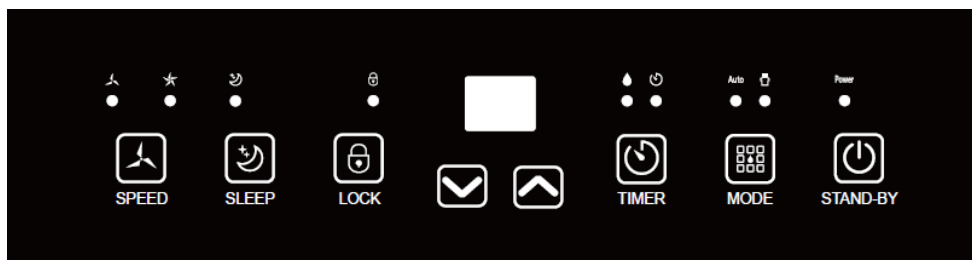 Auto
Power
SPEED
SLEEP
LOCK
TIMER
MODE
STAND-BY